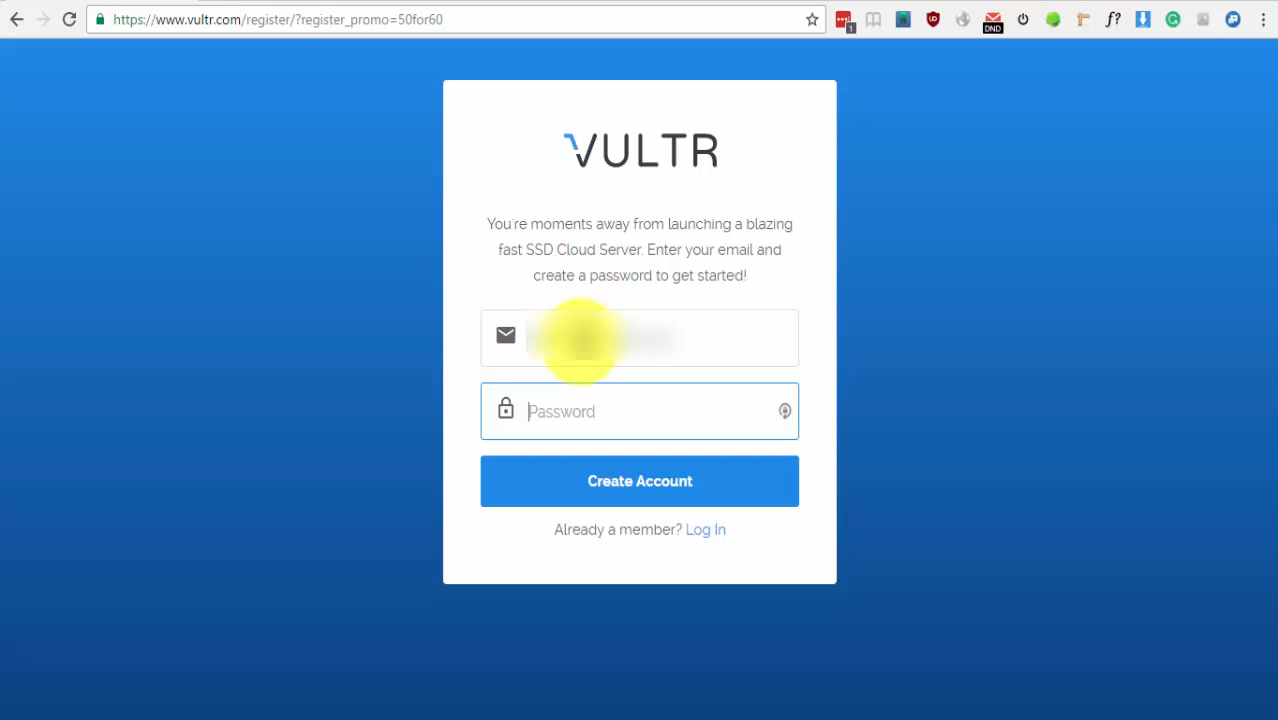 https://www.vultr.com/register/?register_promo=50for60
1
DND
f?
VULTR
You're moments away from launching a blazing
fast SSD Cloud Server. Enter your email and
create a password to get started!
Password
Create Account
Already a member? Log In